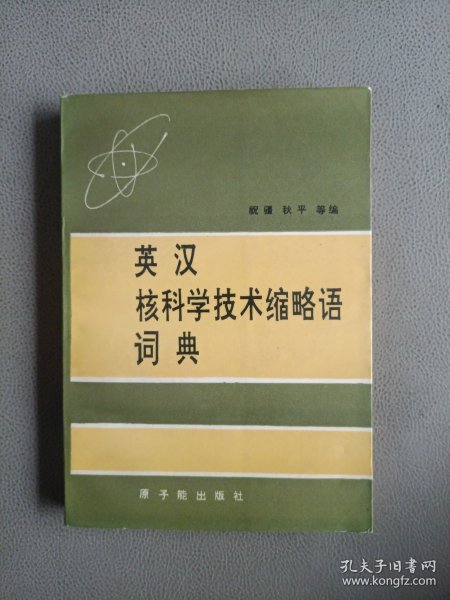 祝疆 秋平 等编
英汉
核科学技术缩略语
词典
原子能出版社
孔夫子旧书网
www.kongfz.com